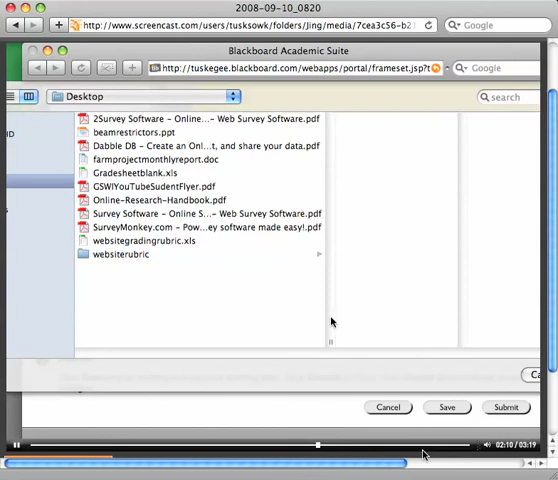 2008-09-10_0820
http://www.screencast.com/users/tusksowk/folders/Jing/media/7cea3c56-b2
Google
Blackboard Academic Suite
http://tuskegee.blackboard.com/webapps/portal/frameset.jsp?t
Google
Desktop
search
2Survey Software – Online...– Web Survey Software.pdf
beamrestrictors.ppt
Dabble DB – Create an Onl...t, and share your data.pdf
farmprojectmonthlyreport.doc
Gradesheetblank.xls
GSWIYouTubeSudentFlyer.pdf
Online-Research-Handbook.pdf
Survey Software – Online S...– Web Survey Software.pdf
SurveyMonkey.com – Pow...ey software made easy!.pdf
websitegradingrubric.xls
websiterubric
Ca
Cancel
Save
Submit
02:10 / 03:19